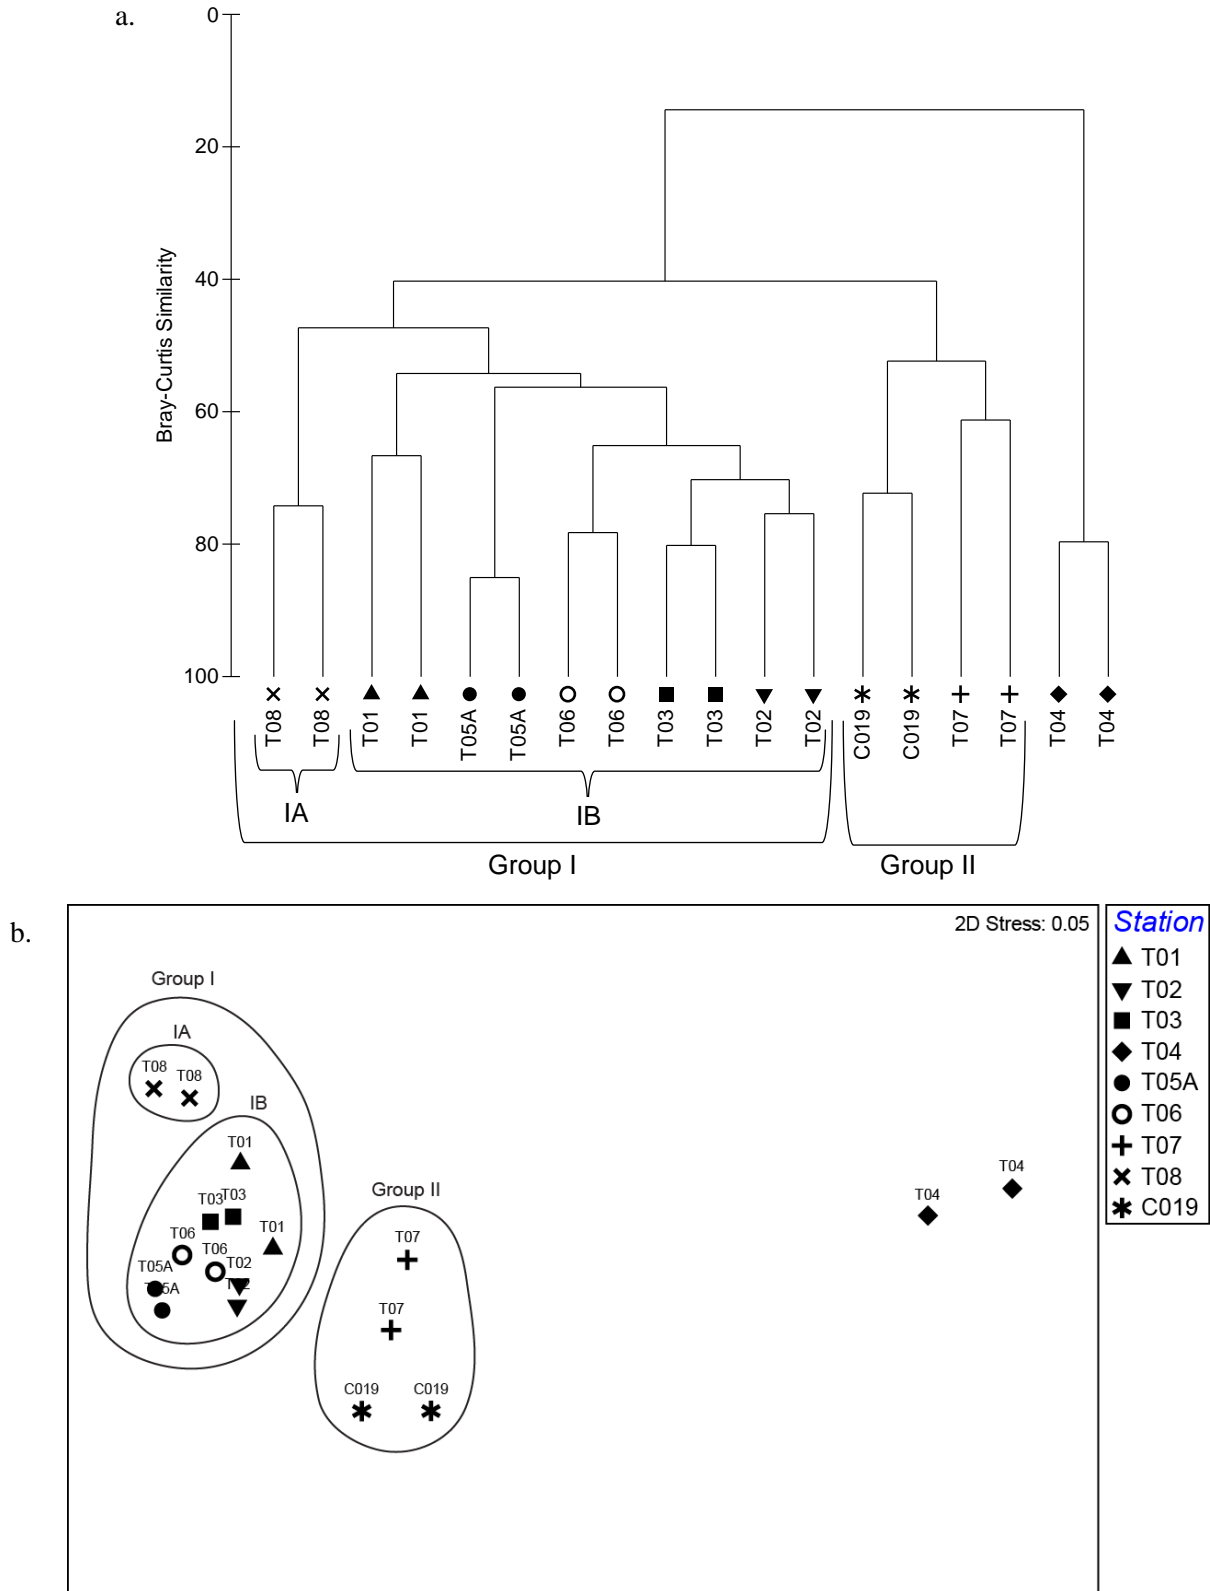 a.
0
20
40
60
80
100
Bray-Curtis Similarity
T08 T08 T01 T01 T05A T05A T06 T06 T03 T03 T02 T02 C019 C019 T07 T07 T04 T04
IA
IB
Group I
Group II
b.
2D Stress: 0.05
Group I
IA
T08
T08
IB
T01
T03
T03
T01
T06
T06
T02
T05A
Group II
T07
T07
C019
C019
T04
T04
Station
T01
T02
T03
T04
T05A
T06
T07
T08
C019